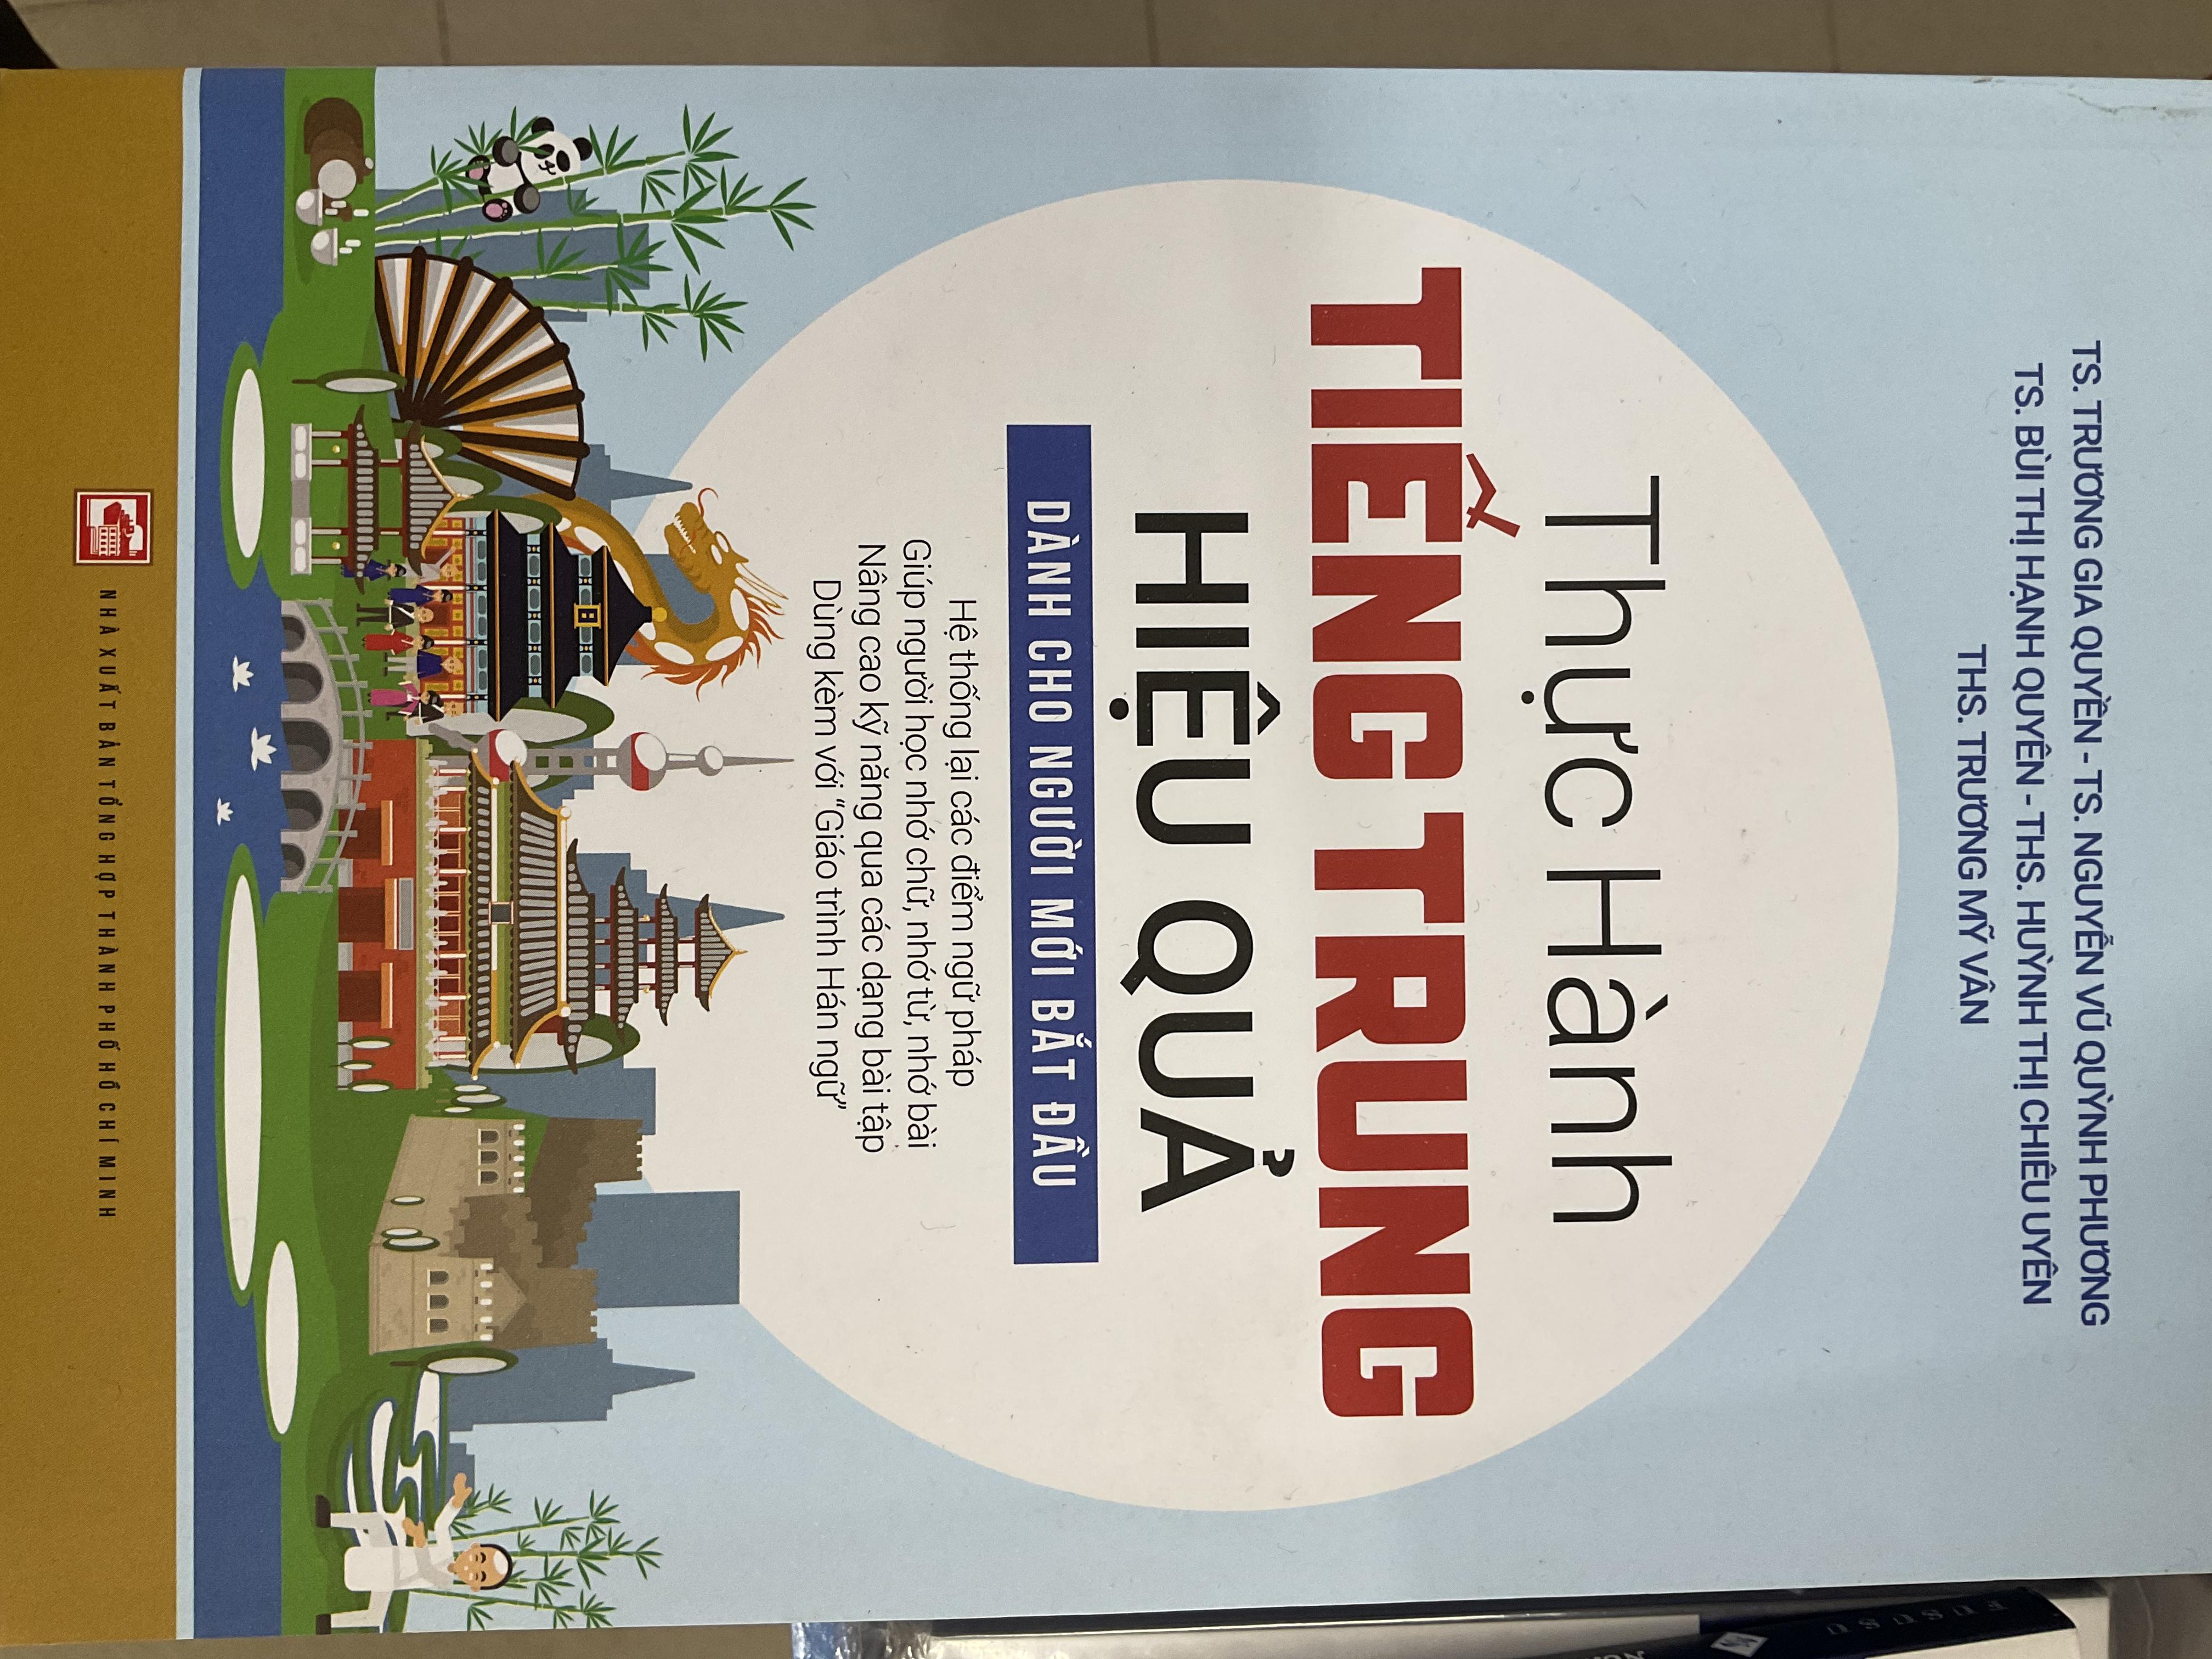 TS. TRƯƠNG GIA QUYỀN - TS. NGUYỄN VŨ QUỲNH PHƯƠNG
TS. BÙI THỊ HẠNH QUYÊN - THS. HUỲNH THỊ CHIÊU UYÊN
THS. TRƯƠNG MỸ VÂN
Thực Hành
TIẾNG TRUNG
HIỆU QUẢ
DÀNH CHO NGƯỜI MỚI BẮT ĐẦU
Hệ thống lại các điểm ngữ pháp
Giúp người học nhớ chữ, nhớ từ, nhớ bài
Nâng cao kỹ năng qua các dạng bài tập
Dùng kèm với “Giáo trình Hán ngữ”
NHÀ XUẤT BẢN TỔNG HỢP THÀNH PHỐ HỒ CHÍ MINH